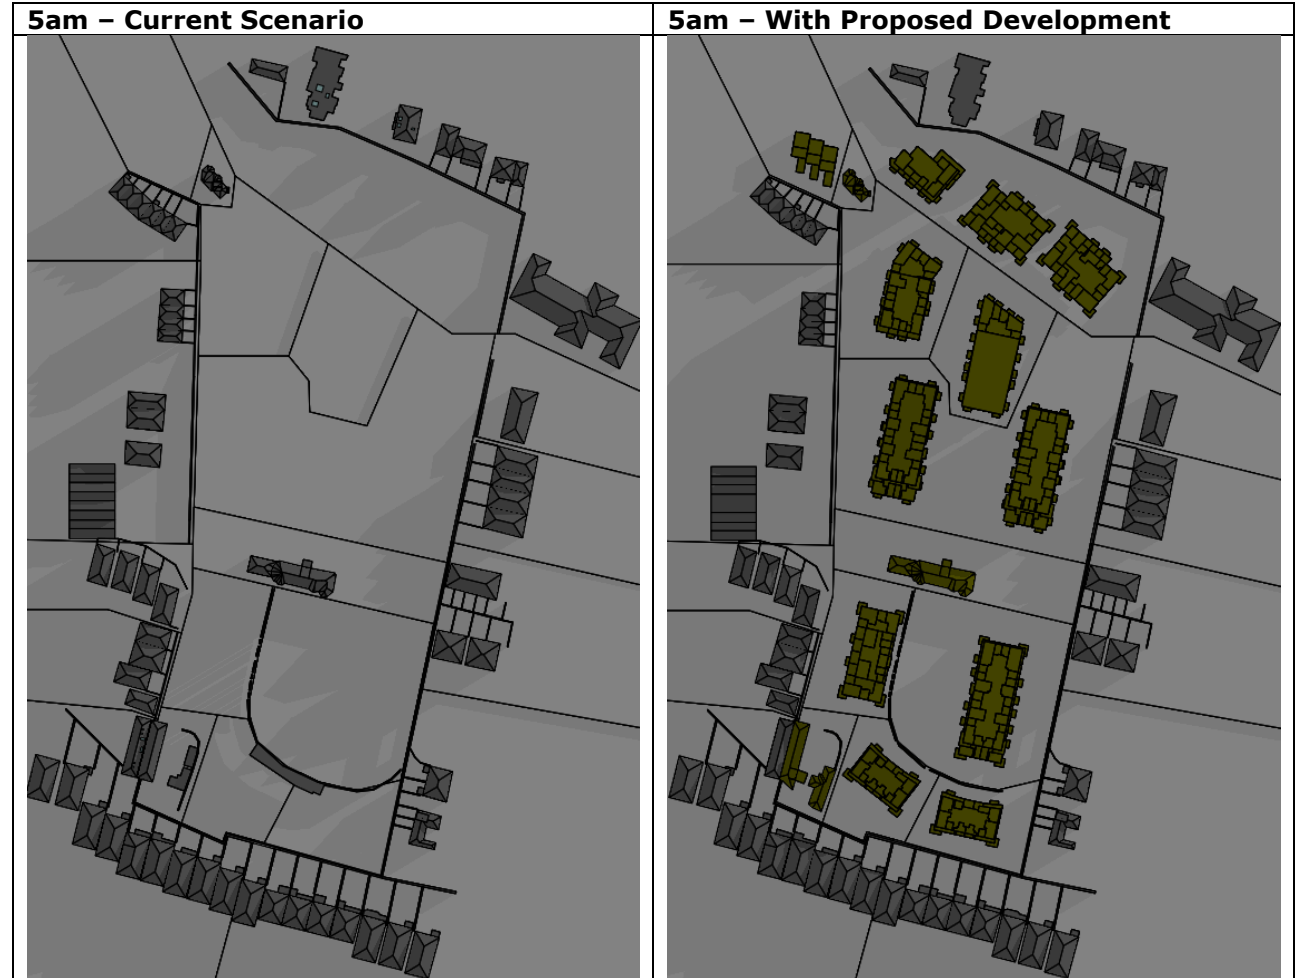 5am – Current Scenario
5am – With Proposed Development